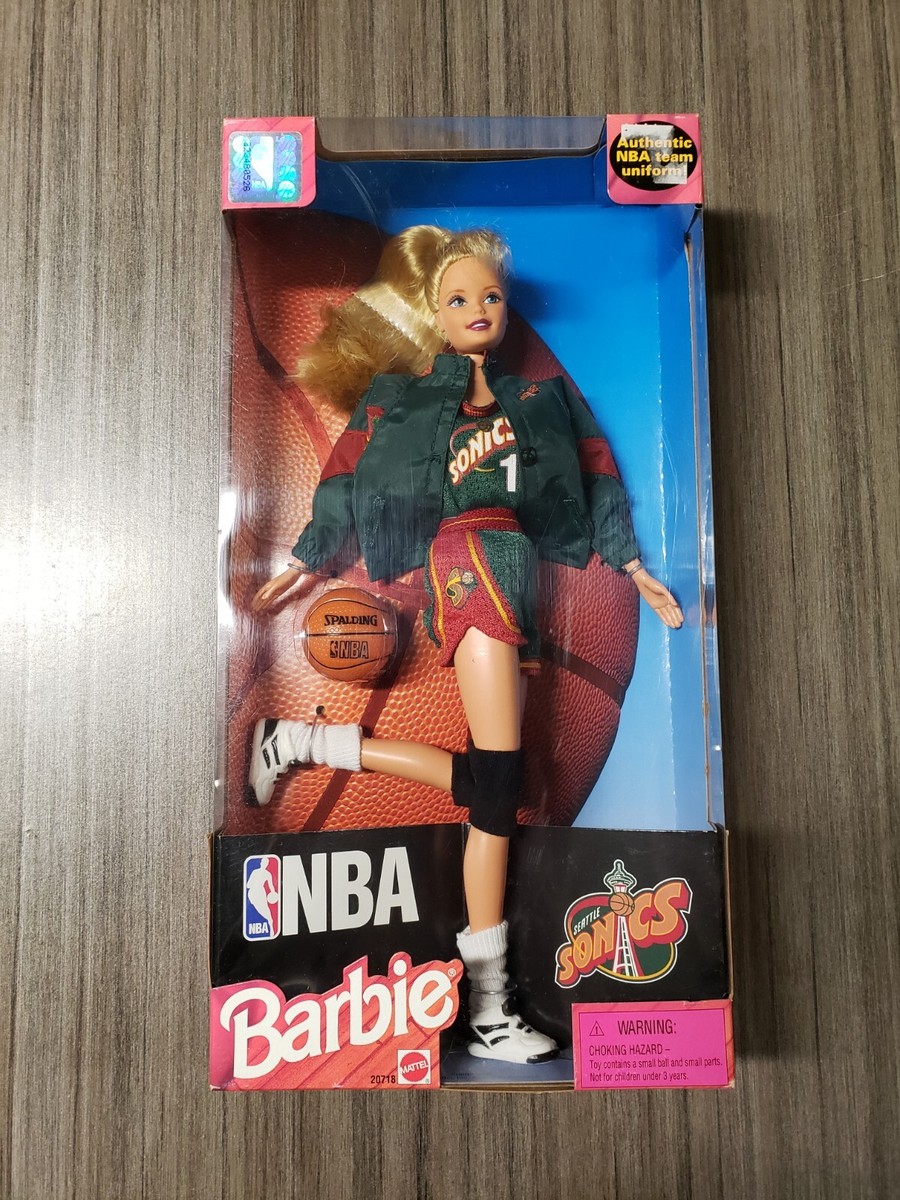 Authentic
NBA team
uniform!
SONICS
1
SPALDING
NBA
NBA
NBA
SEATTLE
SONICS
Barbie®
20718
MATTEL
⚠ WARNING:
CHOKING HAZARD –
Toy contains a small ball and small parts.
Not for children under 3 years.